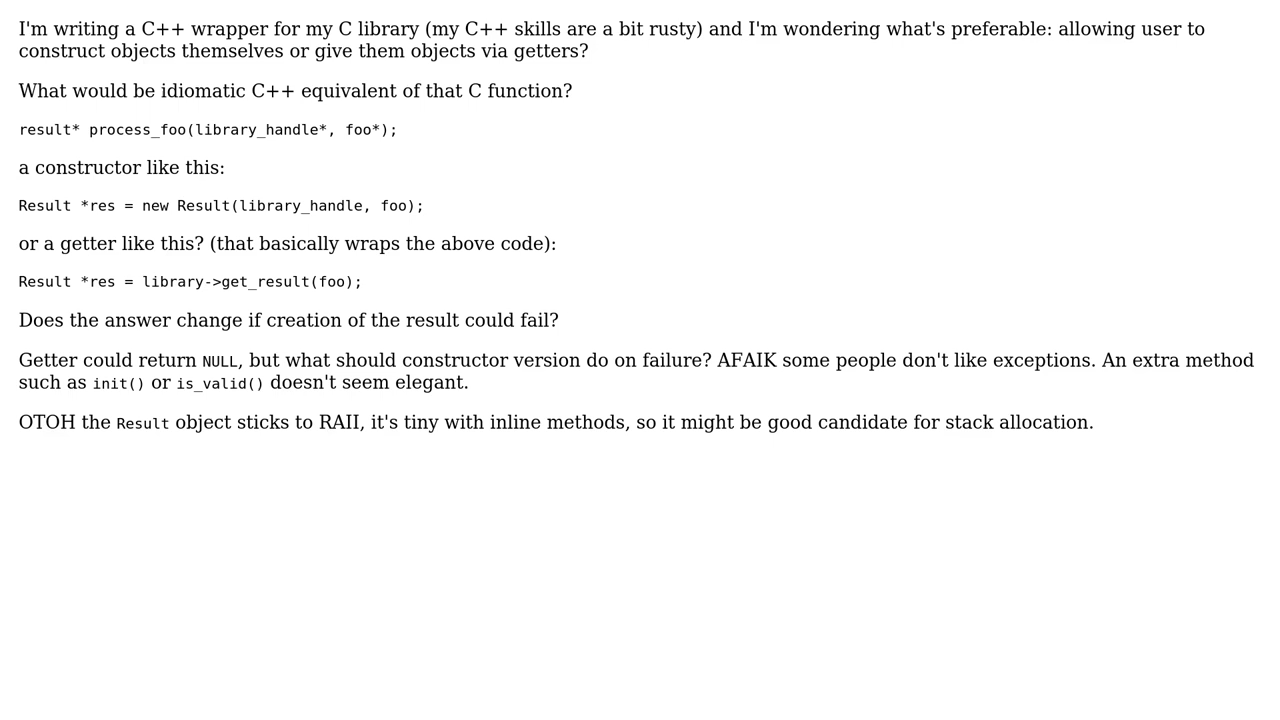 I'm writing a C++ wrapper for my C library (my C++ skills are a bit rusty) and I'm wondering what's preferable: allowing user to
construct objects themselves or give them objects via getters?
What would be idiomatic C++ equivalent of that C function?
result* process_foo(library_handle*, foo*);
a constructor like this:
Result *res = new Result(library_handle, foo);
or a getter like this? (that basically wraps the above code):
Result *res = library->get_result(foo);
Does the answer change if creation of the result could fail?
Getter could return NULL, but what should constructor version do on failure? AFAIK some people don't like exceptions. An extra method
such as init() or is_valid() doesn't seem elegant.
OTOH the Result object sticks to RAII, it's tiny with inline methods, so it might be good candidate for stack allocation.